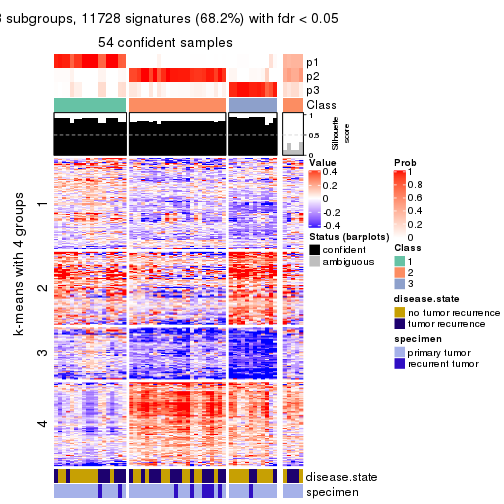 3 subgroups, 11728 signatures (68.2%) with fdr < 0.05
54 confident samples
p1
p2
p3
Class
1
0.5
0
Silhouette
score
k-means with 4 groups
1
2
3
4
disease.state
specimen
Value
0.4
0.2
0
-0.2
-0.4
Status (barplots)
confident
ambiguous
Prob
1
0.8
0.6
0.4
0.2
0
Class
1
2
3
disease.state
no tumor recurrence
tumor recurrence
specimen
primary tumor
recurrent tumor